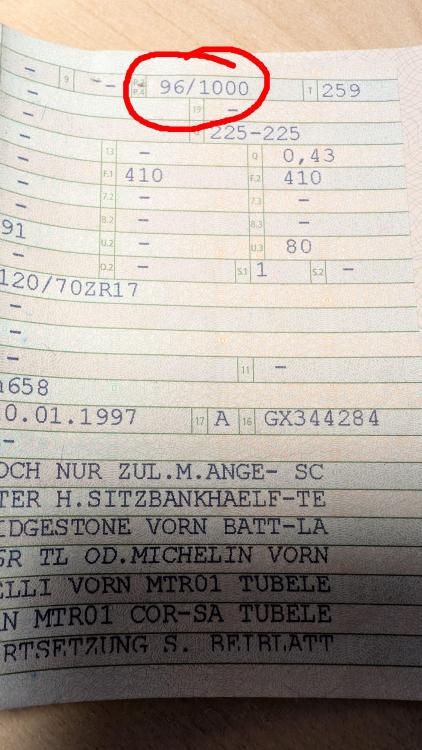 - 9 - - P.2 P.4 96/1000 T 259
- 19 -
- 225-225
- 13 - Q 0,43
- F.1 410 F.2 410
- 7.2 - 7.3 -
- 8.2 - 8.3 -
91 U.2 - U.3 80
- O.2 - S.1 1 S.2 -
120/70ZR17
-
-
- 11 -
658
0.01.1997 17 A 16 GX344284
-
OCH NUR ZUL.M.ANGE- SC
TER H.SITZBANKHAELF-TE
IDGESTONE VORN BATT-LA
TL OD.MICHELIN VORN
ELLI VORN MTR01 TUBELE
N MTR01 COR-SA TUBELE
RTSETZUNG S. BEIBLATT